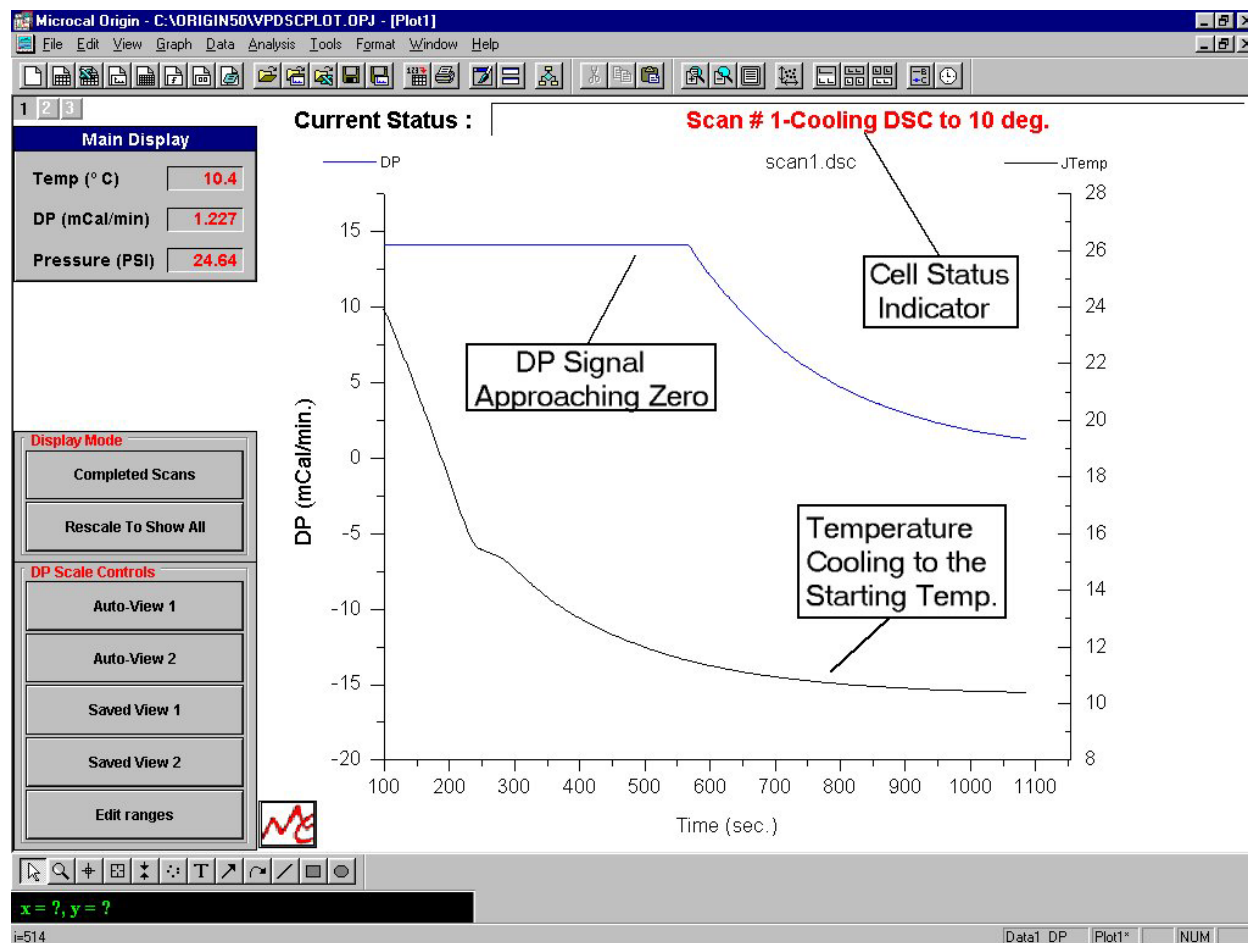 Microcal Origin - C:\ORIGIN50\VPDSCPLOT.OPJ - [Plot1]
File Edit View Graph Data Analysis Tools Format Window Help
1 2 3
Main Display
Temp (° C) 10.4
DP (mCal/min) 1.227
Pressure (PSI) 24.64
Display Mode
Completed Scans
Rescale To Show All
DP Scale Controls
Auto-View 1
Auto-View 2
Saved View 1
Saved View 2
Edit ranges
Current Status :
Scan # 1-Cooling DSC to 10 deg.
DP
scan1.dsc
JTemp
Cell Status
Indicator
DP Signal
Approaching Zero
Temperature
Cooling to the
Starting Temp.
DP (mCal/min.)
15
10
5
0
-5
-10
-15
-20
28
26
24
22
20
18
16
14
12
10
8
100 200 300 400 500 600 700 800 900 1000 1100
Time (sec.)
T
x = ?, y = ?
i=514
Data1_DP Plot1* NUM